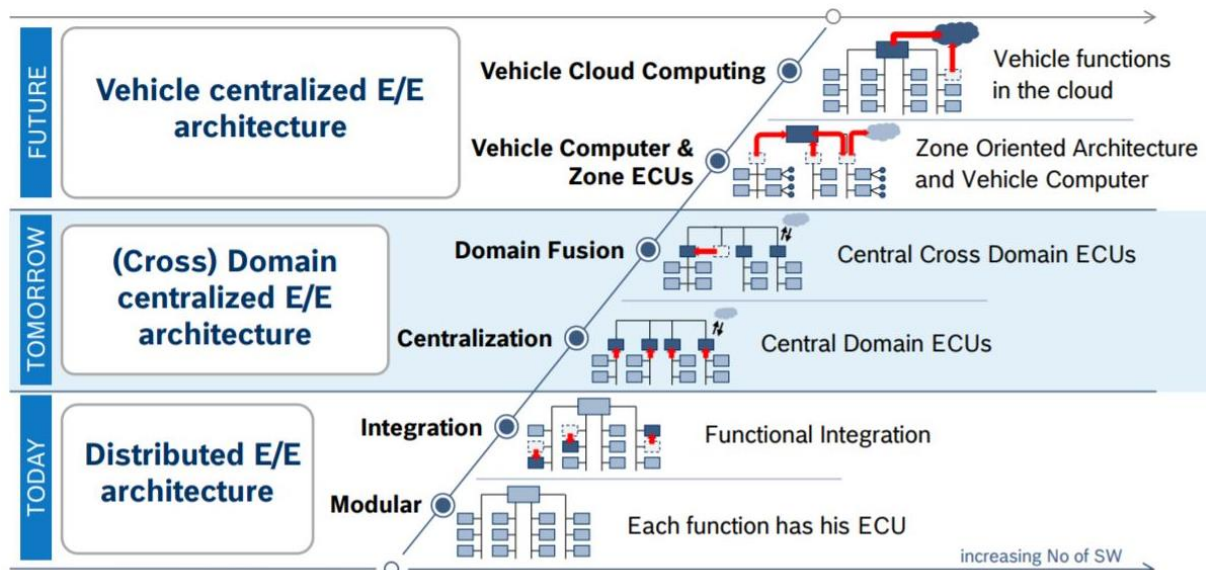 FUTURE
Vehicle centralized E/E
architecture
Vehicle Cloud Computing
Vehicle functions
in the cloud
Vehicle Computer &
Zone ECUs
Zone Oriented Architecture
and Vehicle Computer
TOMORROW
(Cross) Domain
centralized E/E
architecture
Domain Fusion
Central Cross Domain ECUs
Centralization
Central Domain ECUs
TODAY
Distributed E/E
architecture
Integration
Functional Integration
Modular
Each function has his ECU
increasing No of SW